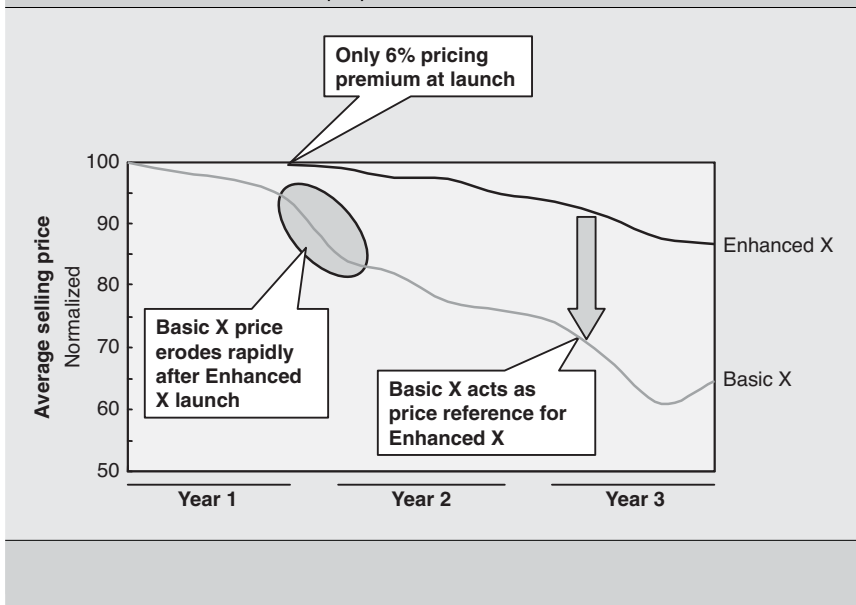 Only 6% pricing
premium at launch
100
90
80
70
60
50
Average selling price
Normalized
Enhanced X
Basic X
Basic X price
erodes rapidly
after Enhanced
X launch
Basic X acts as
price reference for
Enhanced X
Year 1
Year 2
Year 3